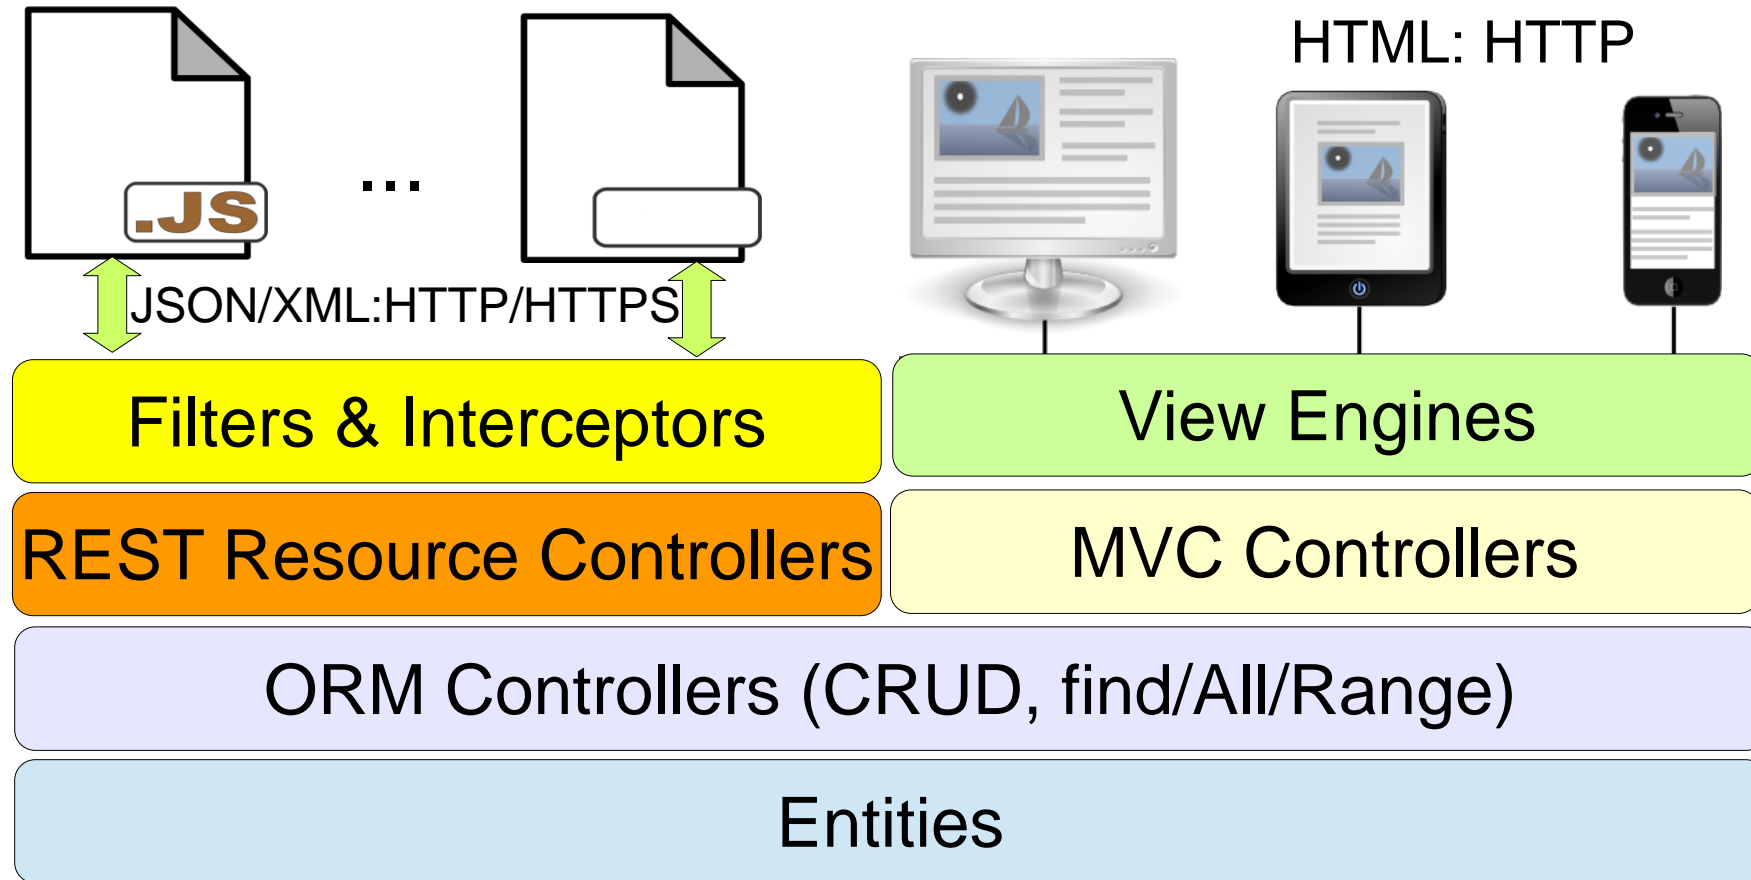 HTML: HTTP
.JS
...
JSON/XML:HTTP/HTTPS
Filters & Interceptors
View Engines
REST Resource Controllers
MVC Controllers
ORM Controllers (CRUD, find/All/Range)
Entities